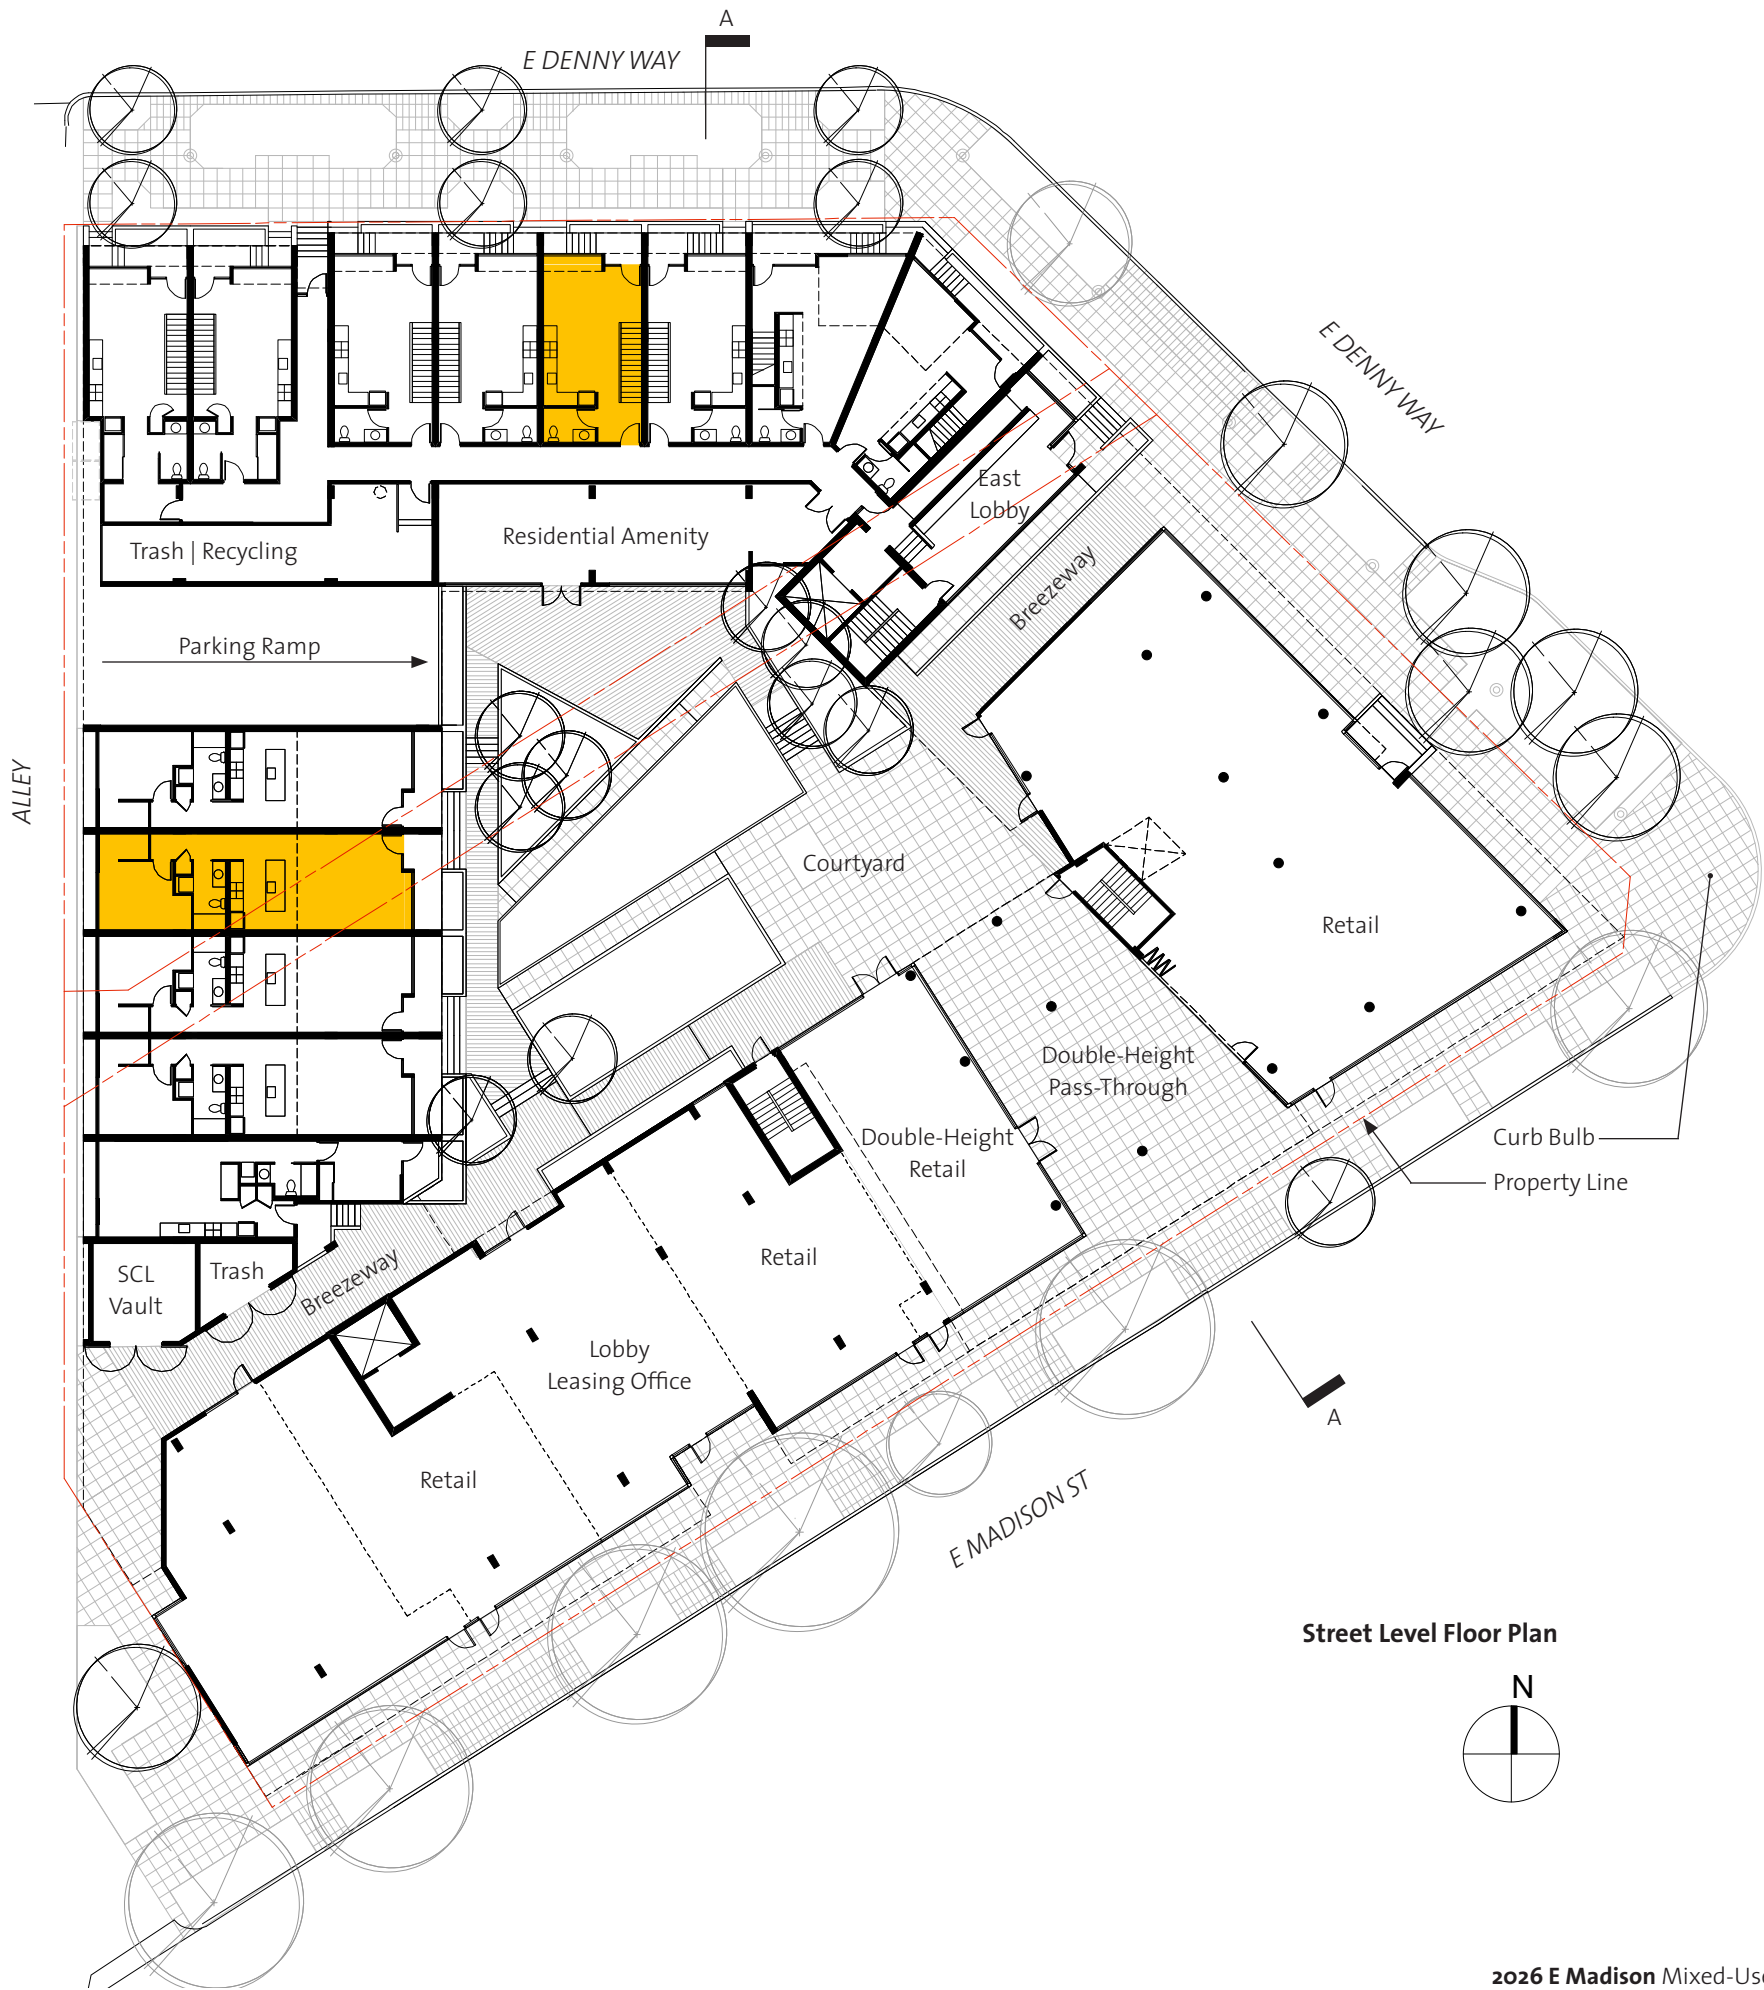 A
E DENNY WAY
E DENNY WAY
East
Lobby
Residential Amenity
Trash | Recycling
Breezeway
Parking Ramp
ALLEY
Courtyard
Retail
Double-Height
Pass-Through
Double-Height
Retail
Curb Bulb
Property Line
Retail
SCL
Vault
Trash
Breezeway
Lobby
Leasing Office
A
Retail
E MADISON ST
Street Level Floor Plan
N
2026 E Madison Mixed-Us